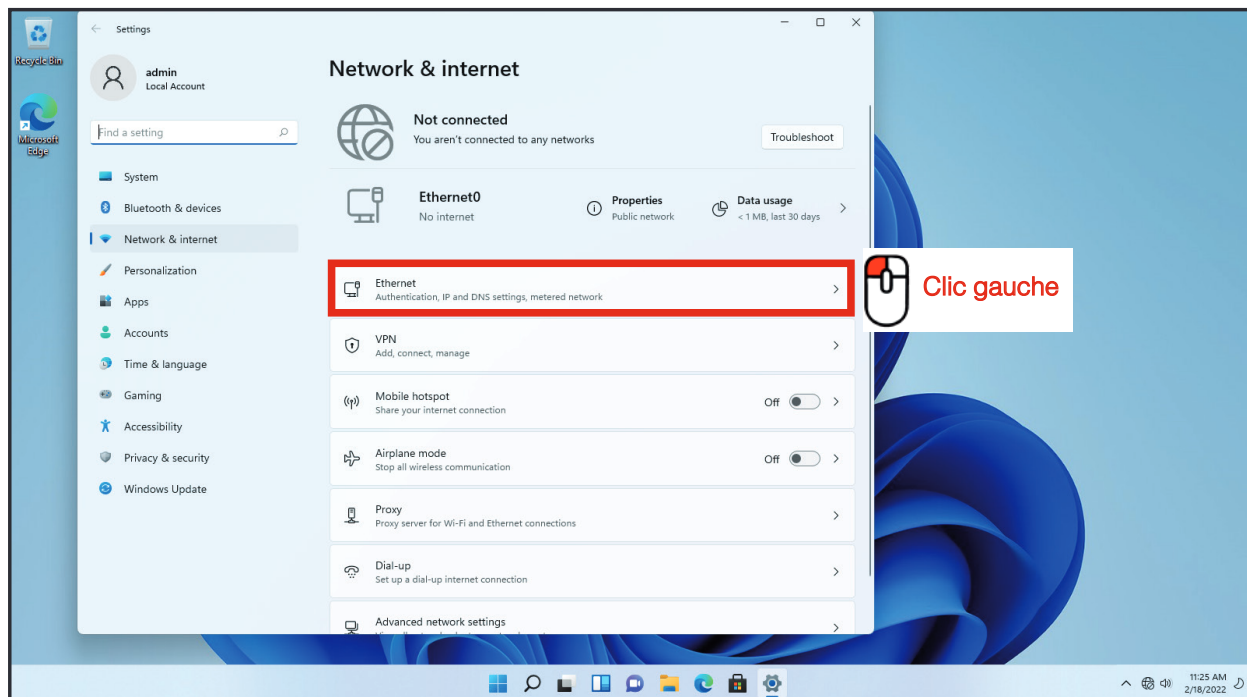 Recycle Bin
Microsoft
Edge
Settings
admin
Local Account
Find a setting
System
Bluetooth & devices
Network & internet
Personalization
Apps
Accounts
Time & language
Gaming
Accessibility
Privacy & security
Windows Update
Network & internet
Not connected
You aren't connected to any networks
Troubleshoot
Ethernet0
No internet
Properties
Public network
Data usage
< 1 MB, last 30 days
Ethernet
Authentication, IP and DNS settings, metered network
Clic gauche
VPN
Add, connect, manage
Mobile hotspot
Share your internet connection
Off
Airplane mode
Stop all wireless communication
Off
Proxy
Proxy server for Wi-Fi and Ethernet connections
Dial-up
Set up a dial-up internet connection
Advanced network settings
11:25 AM
2/18/2022